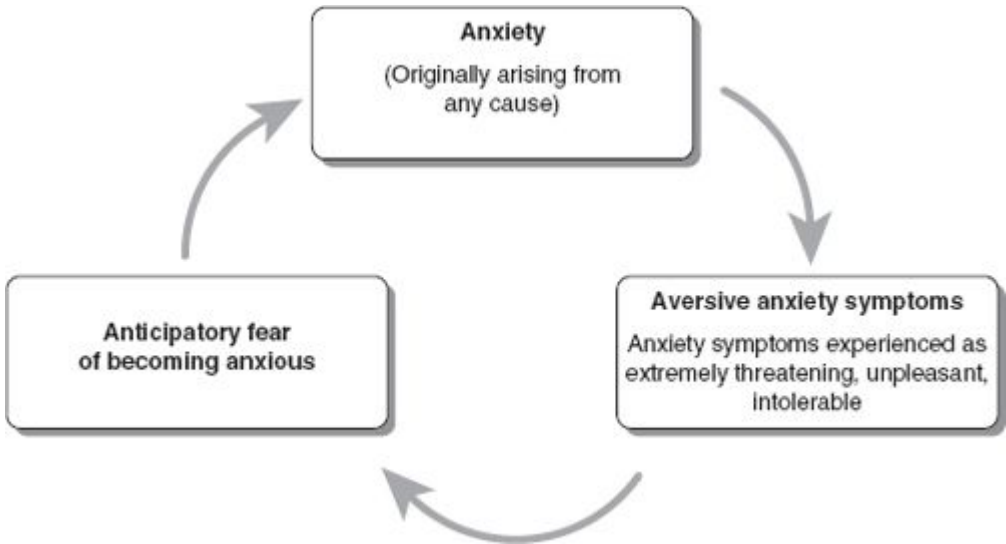 Anxiety
(Originally arising from
any cause)
Aversive anxiety symptoms
Anxiety symptoms experienced as
extremely threatening, unpleasant,
intolerable
Anticipatory fear
of becoming anxious